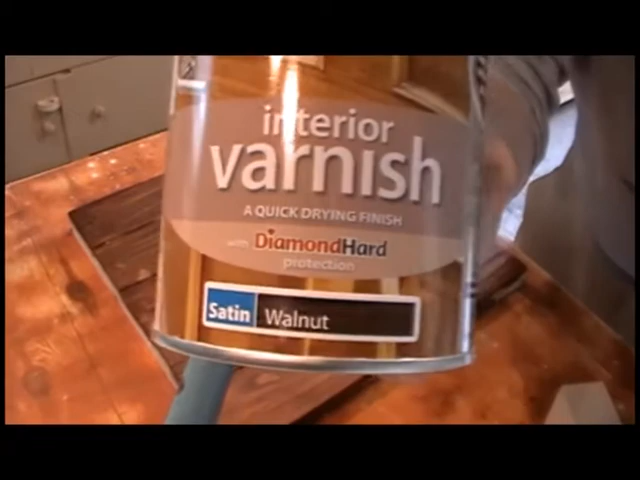 interior
varnish
A QUICK DRYING FINISH
with DiamondHard
protection
Satin Walnut